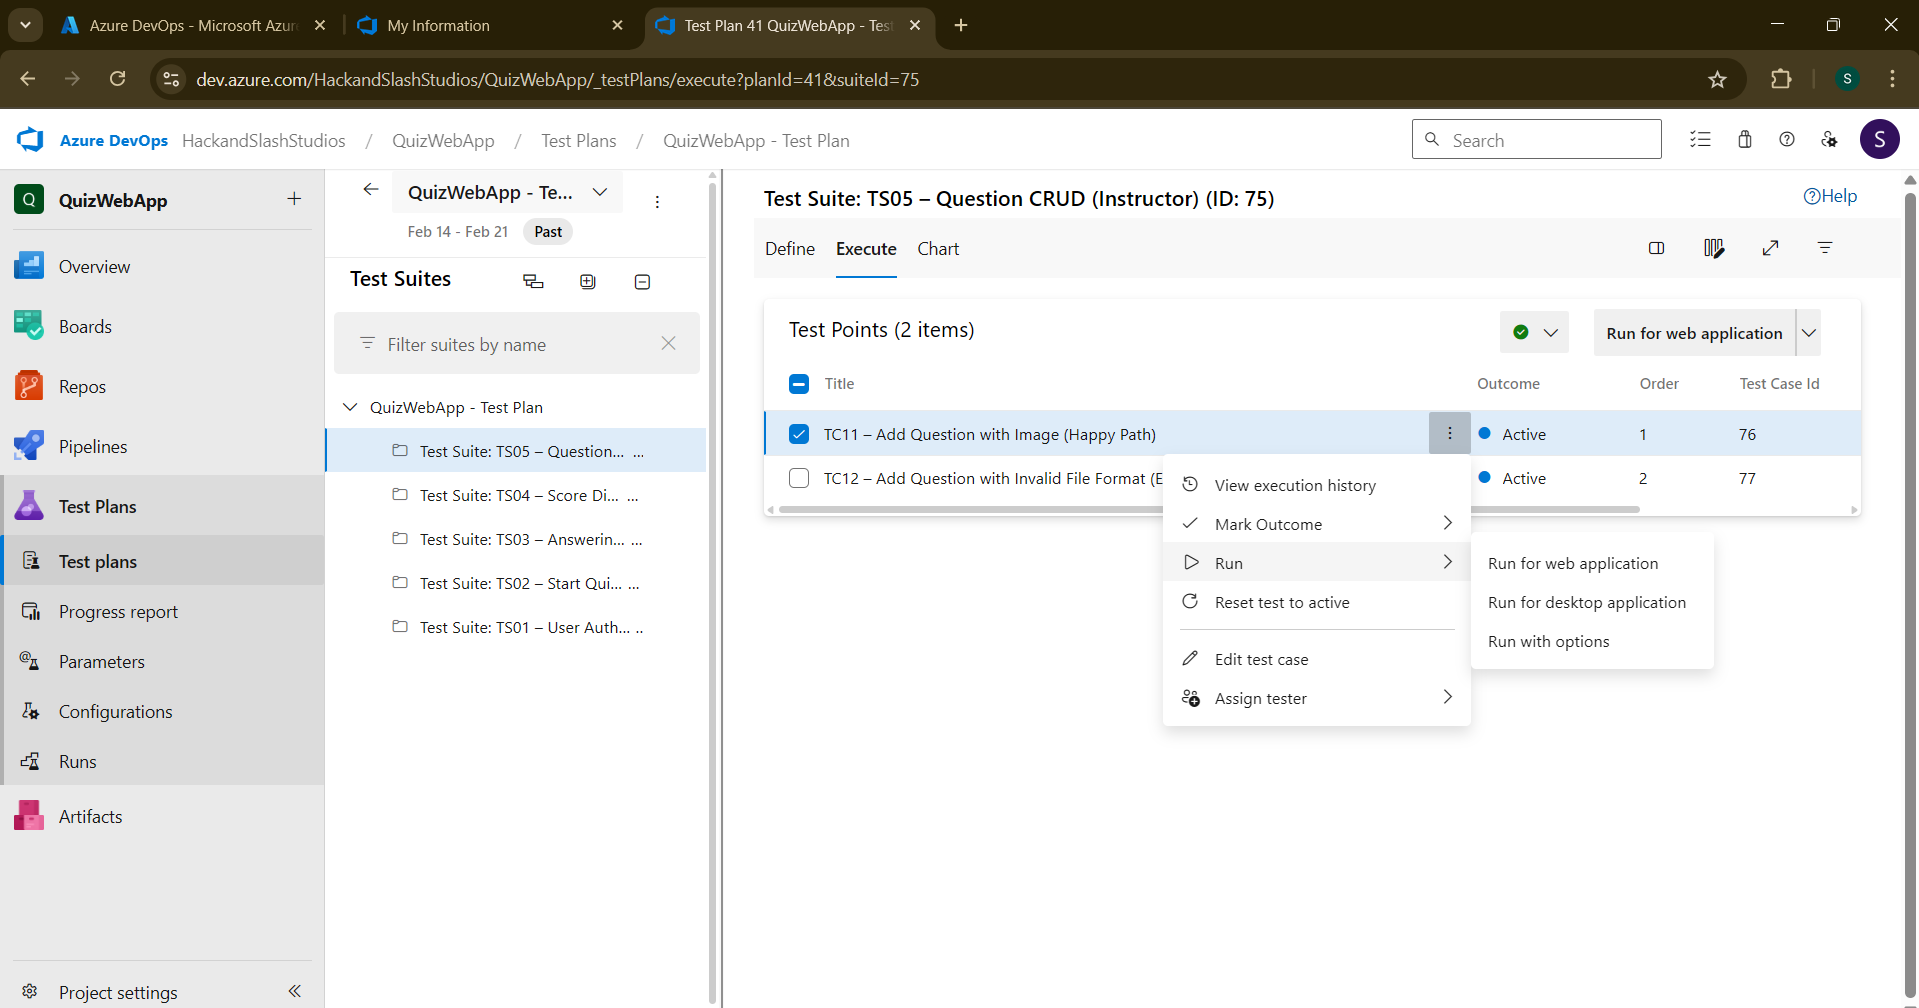 Azure DevOps - Microsoft Azur
My Information
Test Plan 41 QuizWebApp - Tes
dev.azure.com/HackandSlashStudios/QuizWebApp/_testPlans/execute?planId=41&suiteId=75
S
Azure DevOps HackandSlashStudios / QuizWebApp / Test Plans / QuizWebApp - Test Plan
Search
S
Q QuizWebApp
Overview
Boards
Repos
Pipelines
Test Plans
Test plans
Progress report
Parameters
Configurations
Runs
Artifacts
Project settings
QuizWebApp - Te...
Feb 14 - Feb 21 Past
Test Suites
Filter suites by name
QuizWebApp - Test Plan
Test Suite: TS05 – Question... ...
Test Suite: TS04 – Score Di... ...
Test Suite: TS03 – Answerin... ...
Test Suite: TS02 – Start Qui... ...
Test Suite: TS01 – User Auth... ..
Test Suite: TS05 – Question CRUD (Instructor) (ID: 75)
Help
Define Execute Chart
Test Points (2 items)
Run for web application
Title Outcome Order Test Case Id
TC11 – Add Question with Image (Happy Path) Active 1 76
TC12 – Add Question with Invalid File Format (E Active 2 77
View execution history
Mark Outcome
Run
Reset test to active
Edit test case
Assign tester
Run for web application
Run for desktop application
Run with options